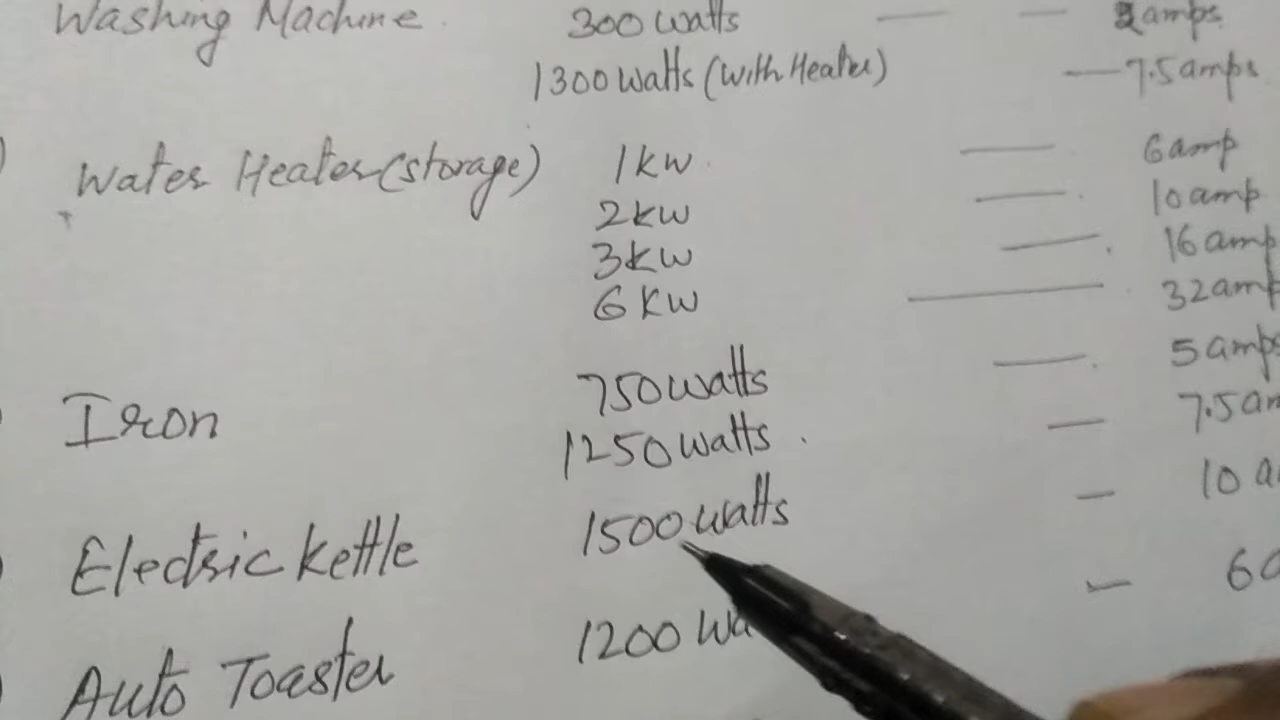 Washing Machine. 300 watts — — amps
1300 watts (with Heater) — 7.5 amps
Water Heater (storage) 1 kw — 6 amp
2 kw — 10 amp
3 kw — 16 amp
6 kw — 32 amp
Iron 750 watts — 5 amps
1250 watts — 7.5 am
Electric kettle 1500 watts — 10 a
Auto Toaster 1200 Wa — 6 a